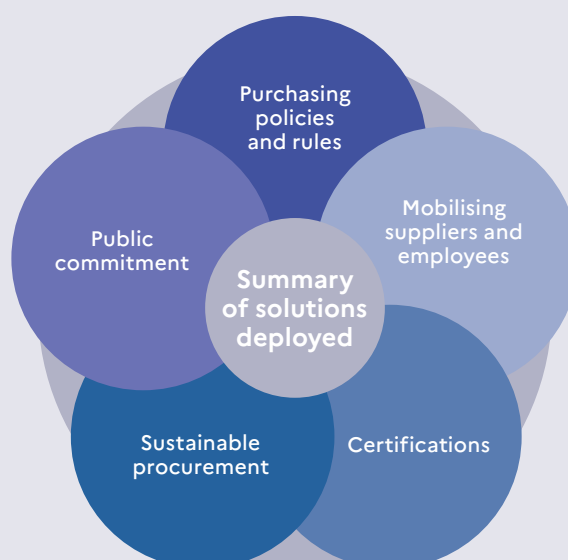 Purchasing
policies
and rules
Mobilising
suppliers and
employees
Public
commitment
Summary
of solutions
deployed
Sustainable
procurement
Certifications